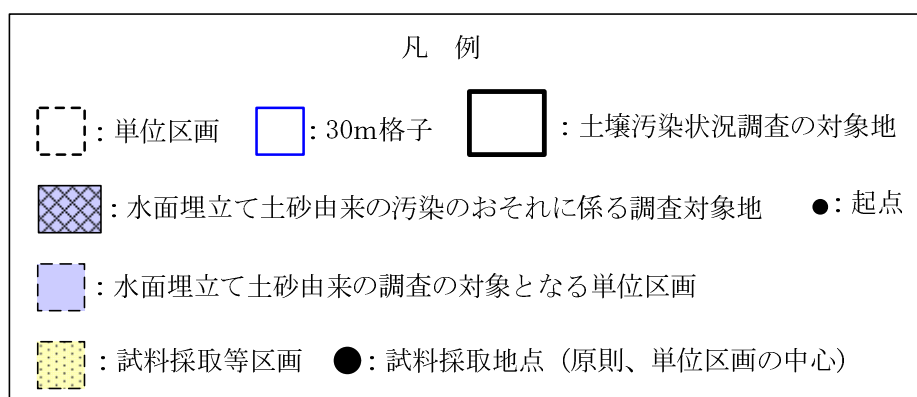 凡 例
：単位区画 ：30m格子 ：土壌汚染状況調査の対象地
：水面埋立て土砂由来の汚染のおそれに係る調査対象地 ●：起点
：水面埋立て土砂由来の調査の対象となる単位区画
：試料採取等区画 ●：試料採取地点（原則、単位区画の中心）